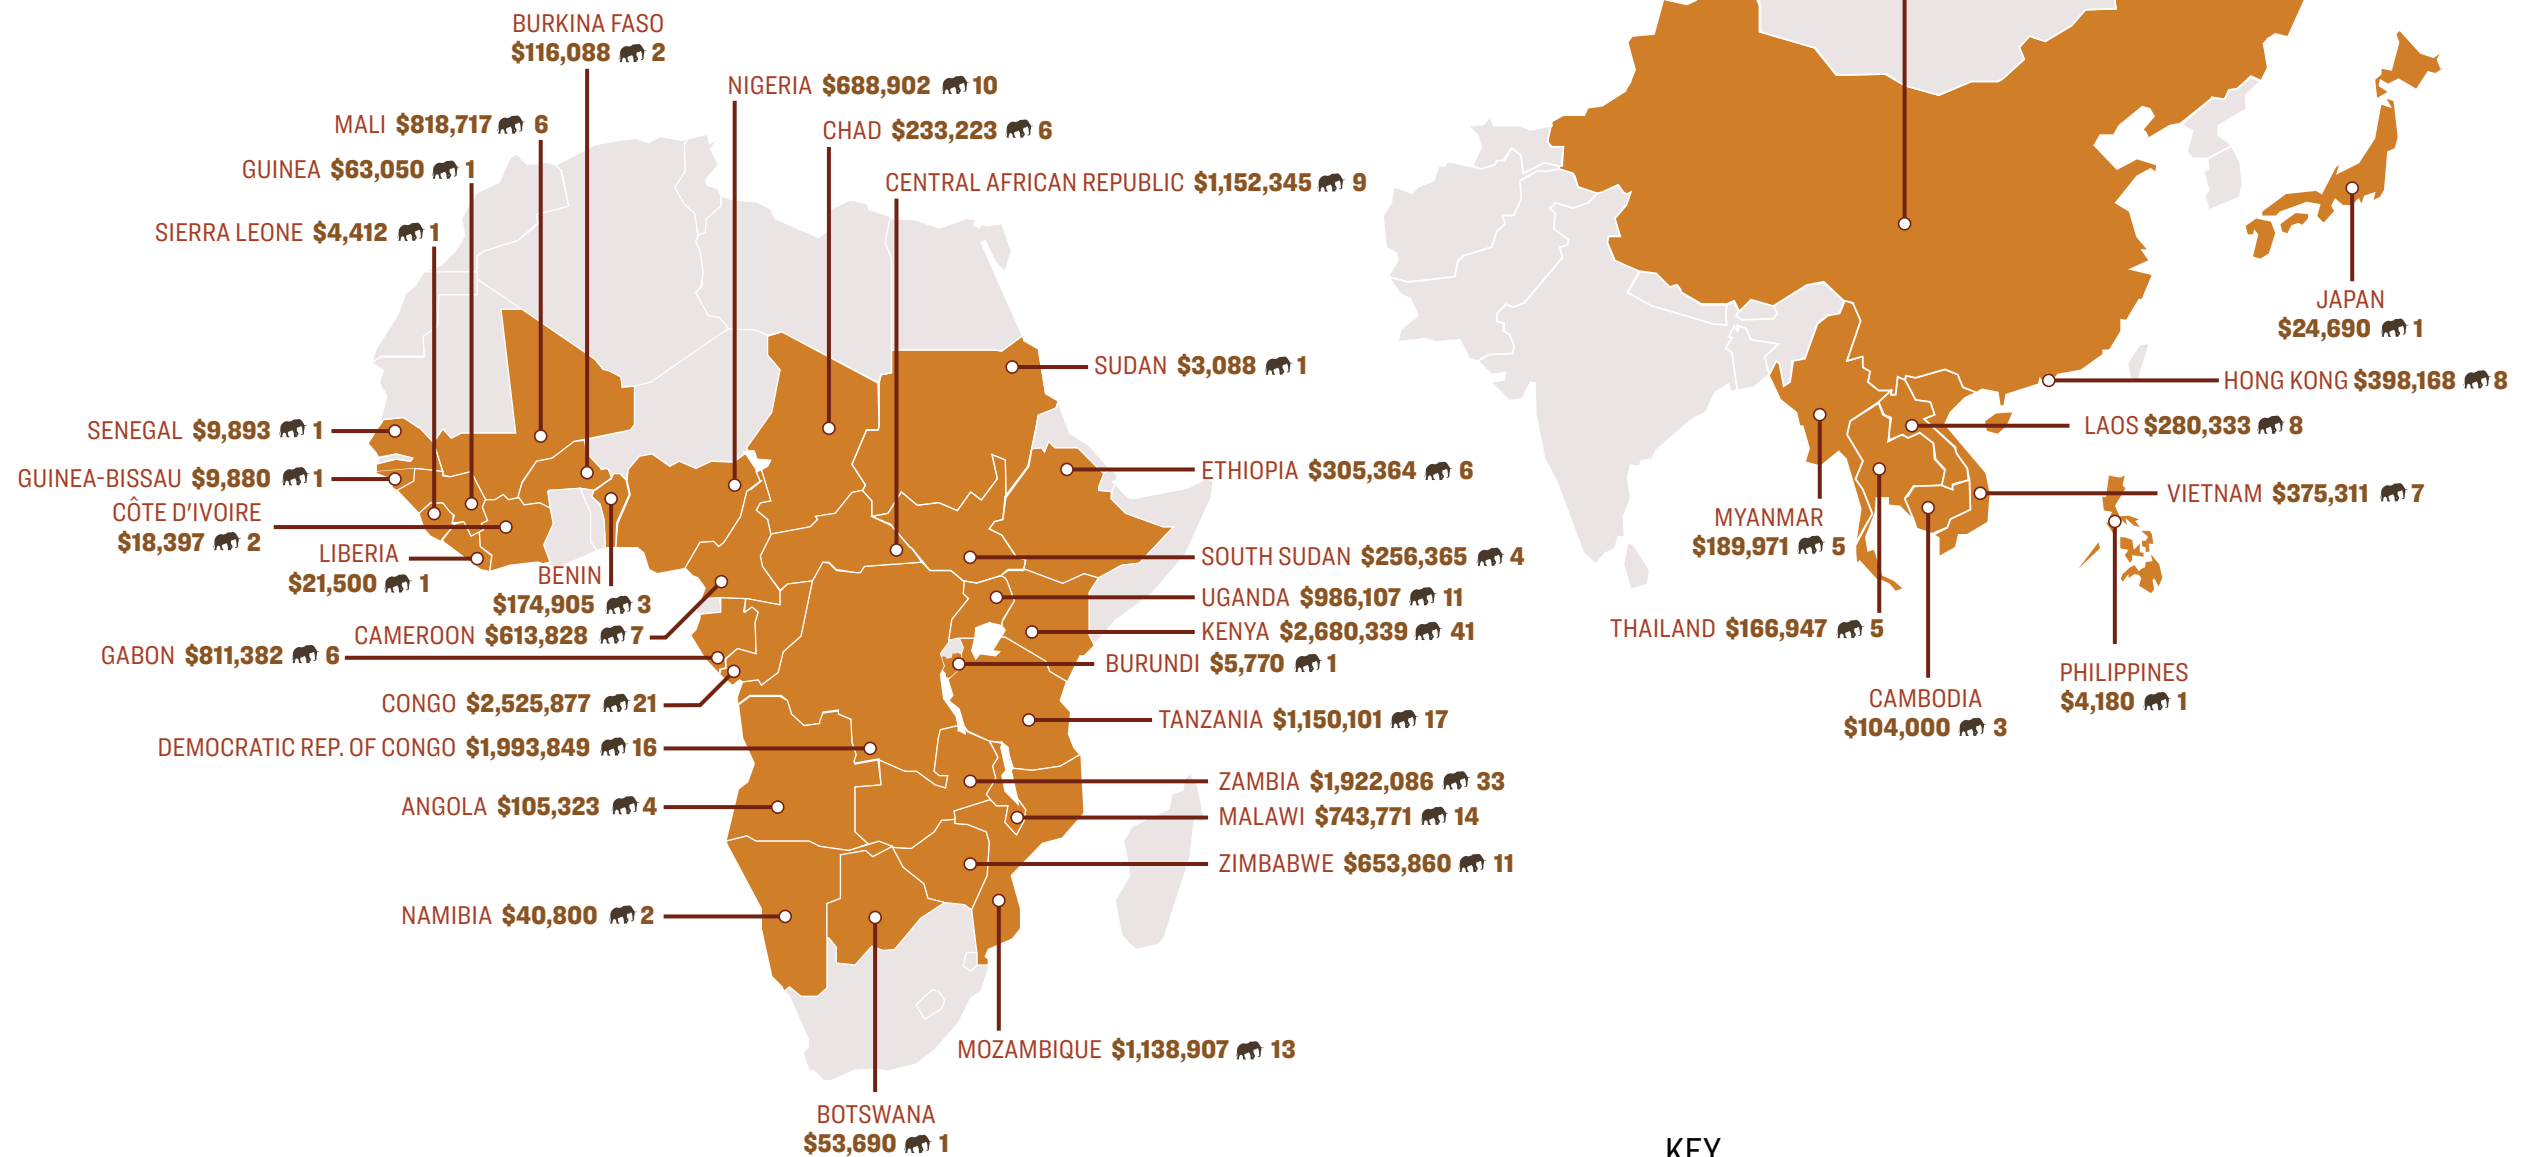 BURKINA FASO
$116,088 2
NIGERIA $688,902 10
MALI $818,717 6
CHAD $233,223 6
GUINEA $63,050 1
CENTRAL AFRICAN REPUBLIC $1,152,345 9
SIERRA LEONE $4,412 1
SUDAN $3,088 1
SENEGAL $9,893 1
GUINEA-BISSAU $9,880 1
ETHIOPIA $305,364 6
CÔTE D'IVOIRE
$18,397 2
LIBERIA
$21,500 1
BENIN
$174,905 3
SOUTH SUDAN $256,365 4
UGANDA $986,107 11
CAMEROON $613,828 7
KENYA $2,680,339 41
GABON $811,382 6
BURUNDI $5,770 1
CONGO $2,525,877 21
TANZANIA $1,150,101 17
DEMOCRATIC REP. OF CONGO $1,993,849 16
ZAMBIA $1,922,086 33
ANGOLA $105,323 4
MALAWI $743,771 14
ZIMBABWE $653,860 11
NAMIBIA $40,800 2
MOZAMBIQUE $1,138,907 13
BOTSWANA
$53,690 1
JAPAN
$24,690 1
HONG KONG $398,168 8
LAOS $280,333 8
VIETNAM $375,311 7
MYANMAR
$189,971 5
THAILAND $166,947 5
PHILIPPINES
$4,180 1
CAMBODIA
$104,000 3
KEY